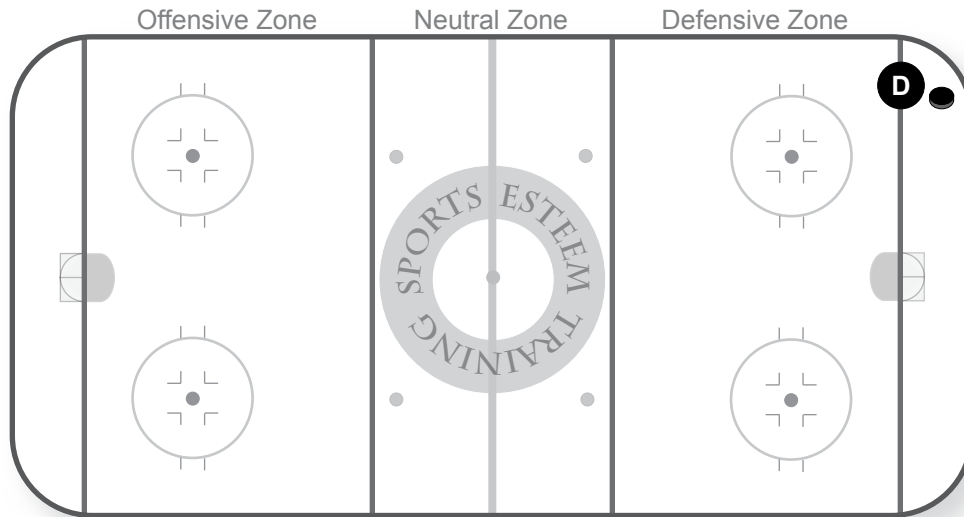 Offensive Zone
Neutral Zone
Defensive Zone
D
SPORTS ESTEEM
TRAINING